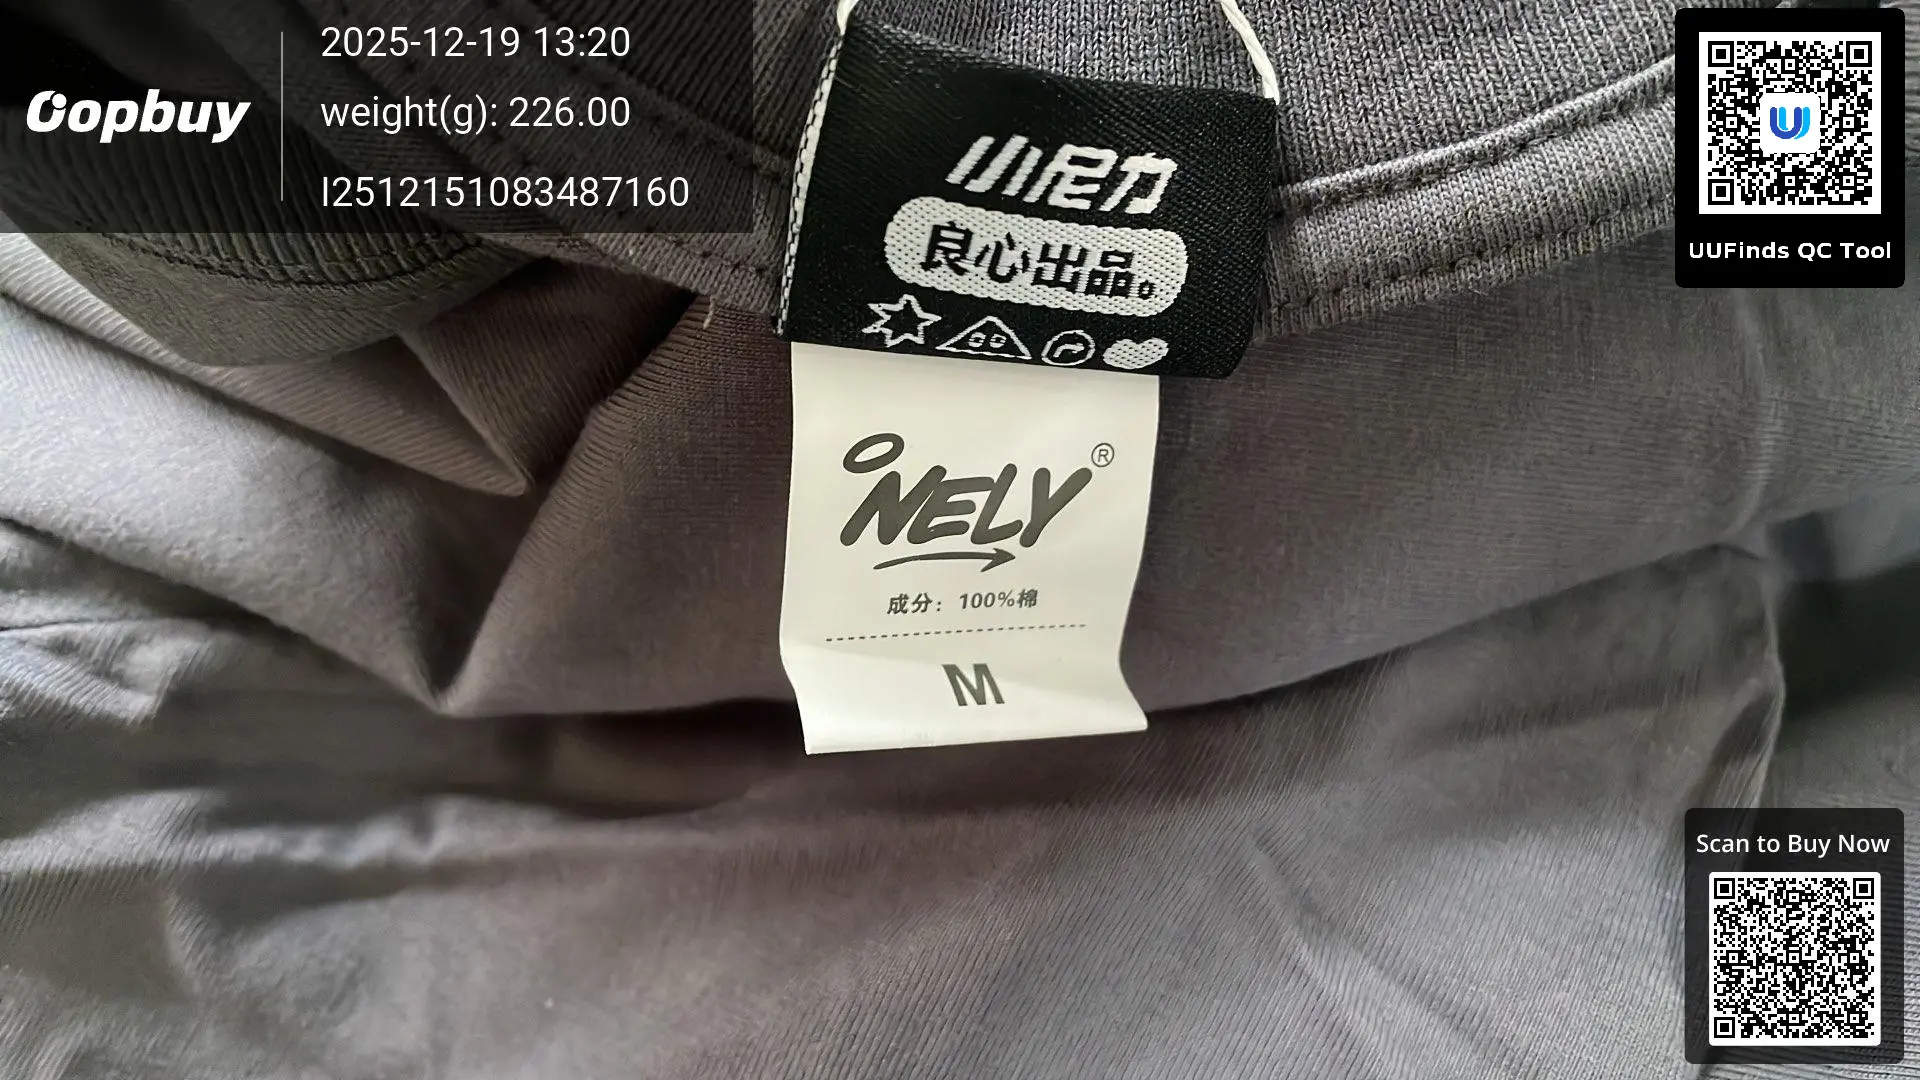 Oopbuy
2025-12-19 13:20
weight(g): 226.00
I2512151083487160
UUFinds QC Tool
小尼力
良心出品。
NELY®
成分：100%棉
M
Scan to Buy Now